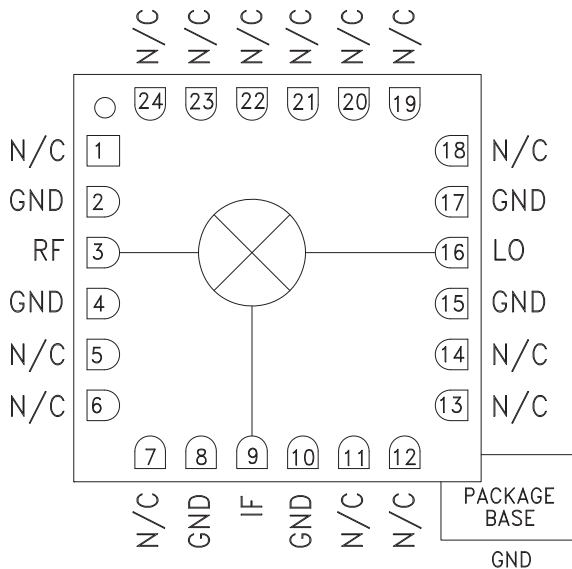 N/C
N/C
N/C
N/C
N/C
N/C
24
23
22
21
20
19
N/C
1
18
N/C
GND
2
17
GND
RF
3
16
LO
GND
4
15
GND
N/C
5
14
N/C
N/C
6
13
N/C
7
8
9
10
11
12
N/C
GND
IF
GND
N/C
N/C
PACKAGE
BASE
GND